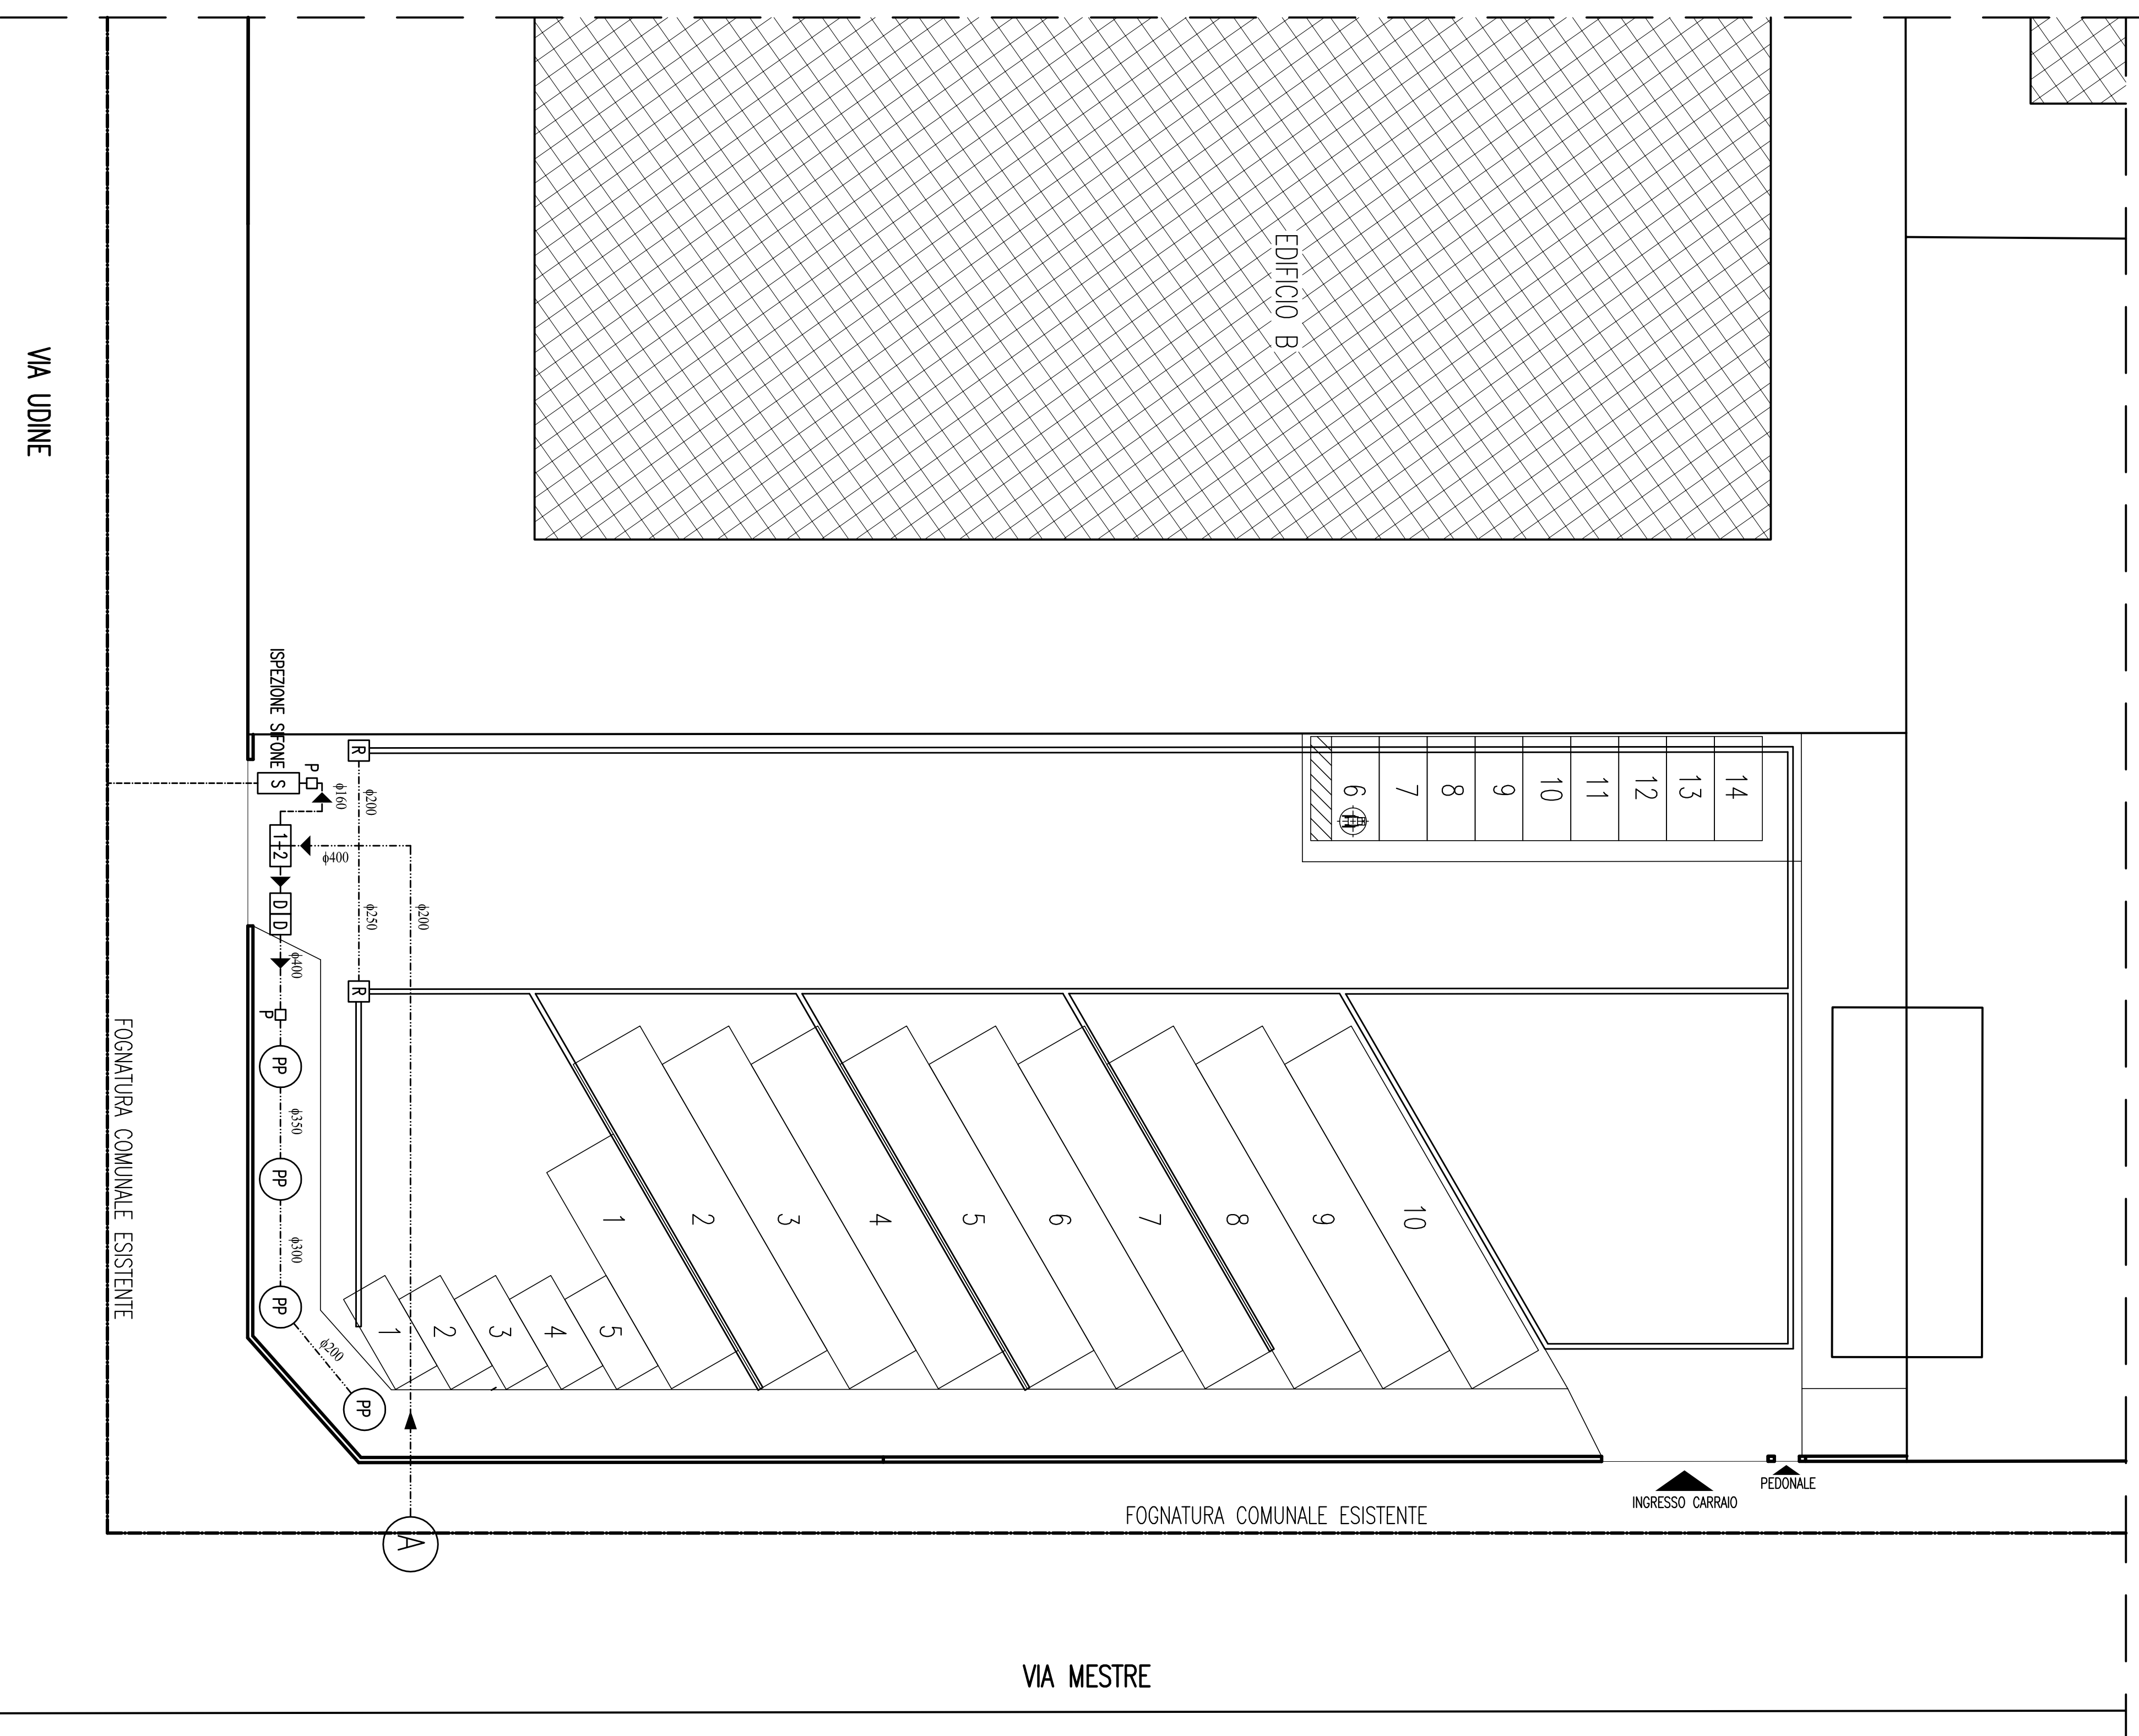 EDIFICIO B
VIA UDINE
ISPEZIONE SIFONE
S
P
φ160
φ200
R
1-2
φ400
D D
φ250
φ200
φ400
R
P
PP
φ350
PP
φ300
PP
φ200
PP
A
6 7 8 9 10 11 12 13 14
1 2 3 4 5 6 7 8 9 10
1 2 3 4 5
FOGNATURA COMUNALE ESISTENTE
FOGNATURA COMUNALE ESISTENTE
INGRESSO CARRAIO
PEDONALE
VIA MESTRE